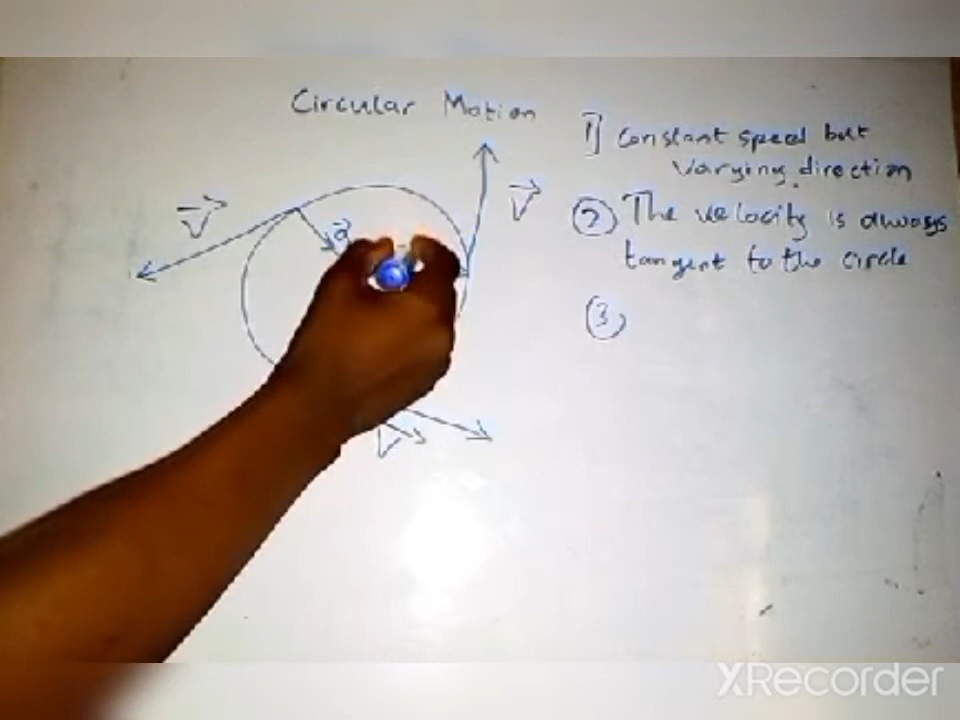 Circular Motion
1) Constant speed but
varying direction
(2) The velocity is always
tangent to the circle
(3)
V
V
a
V
XRecorder